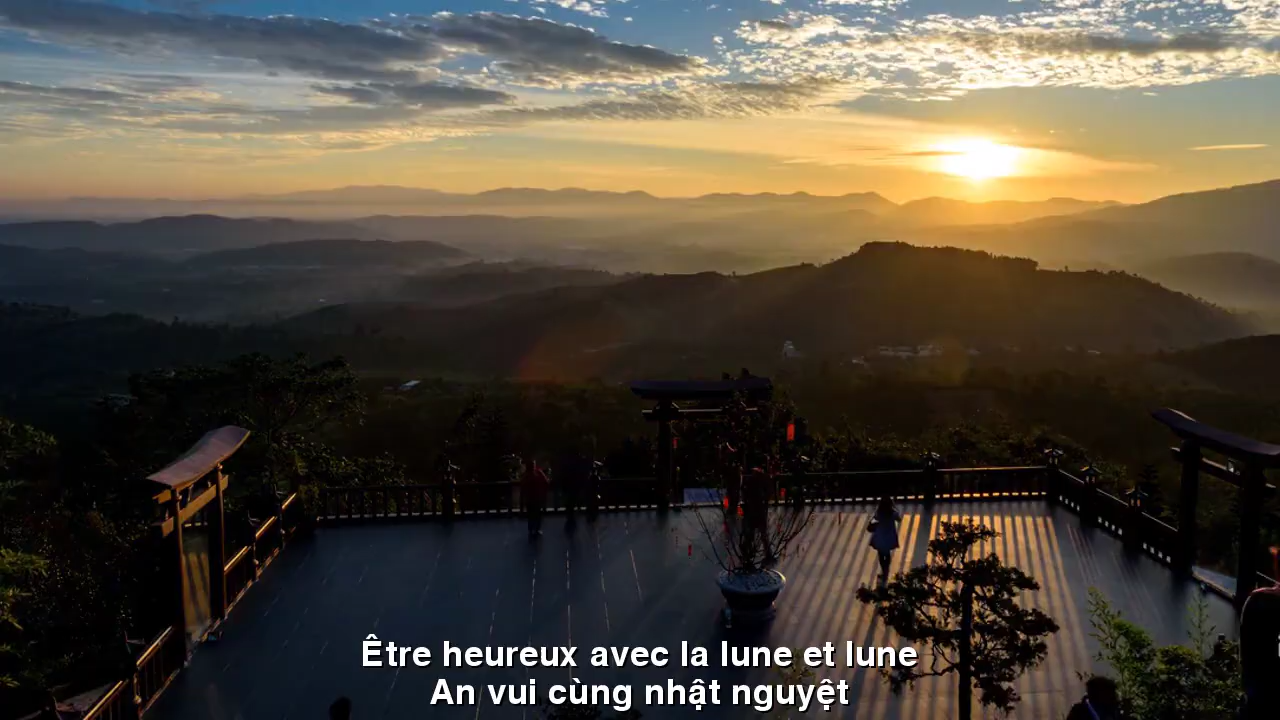 Être heureux avec la lune et lune
An vui cùng nhật nguyệt